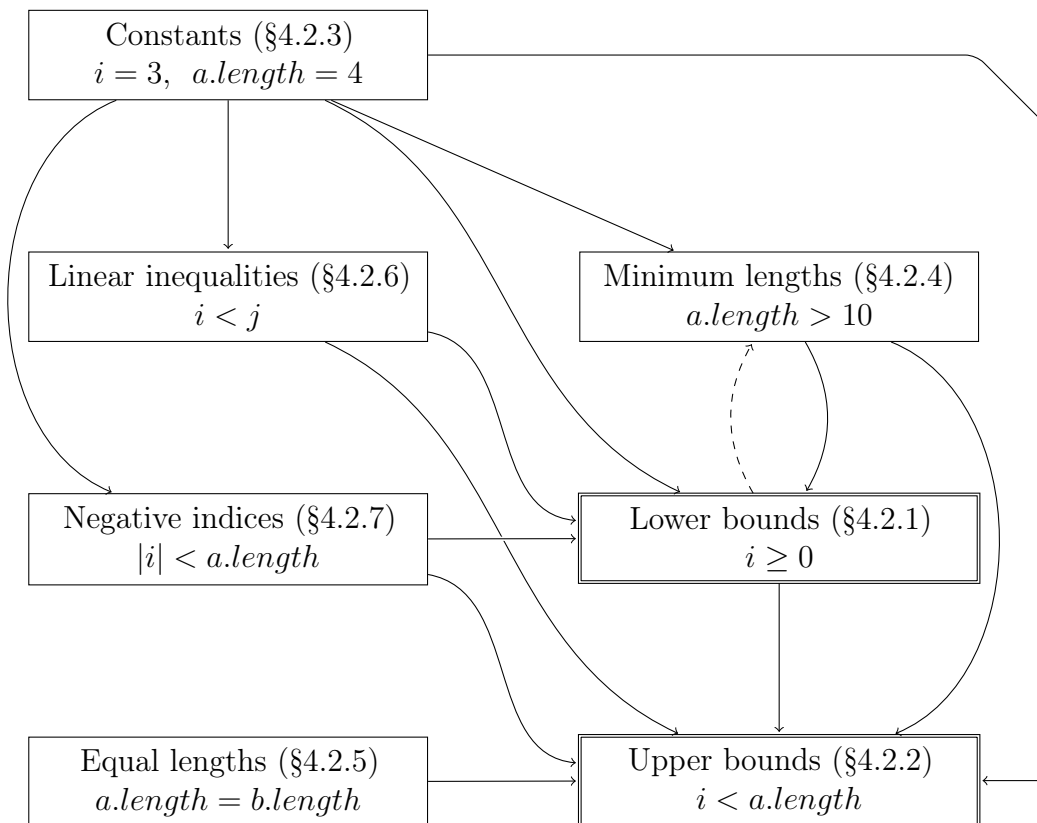 Constants (§4.2.3)
i = 3, a.length = 4
Linear inequalities (§4.2.6)
i < j
Minimum lengths (§4.2.4)
a.length > 10
Negative indices (§4.2.7)
|i| < a.length
Lower bounds (§4.2.1)
i ≥ 0
Equal lengths (§4.2.5)
a.length = b.length
Upper bounds (§4.2.2)
i < a.length